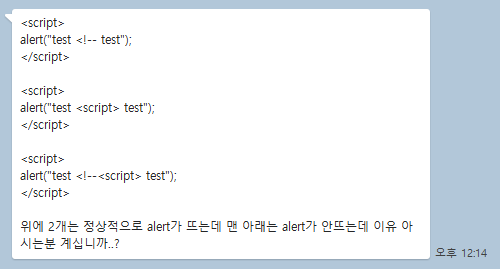 <script>
alert("test <!-- test");
</script>

<script>
alert("test <script> test");
</script>

<script>
alert("test <!--<script> test");
</script>

위에 2개는 정상적으로 alert가 뜨는데 맨 아래는 alert가 안뜨는데 이유 아
시는분 계십니까..?
오후 12:14